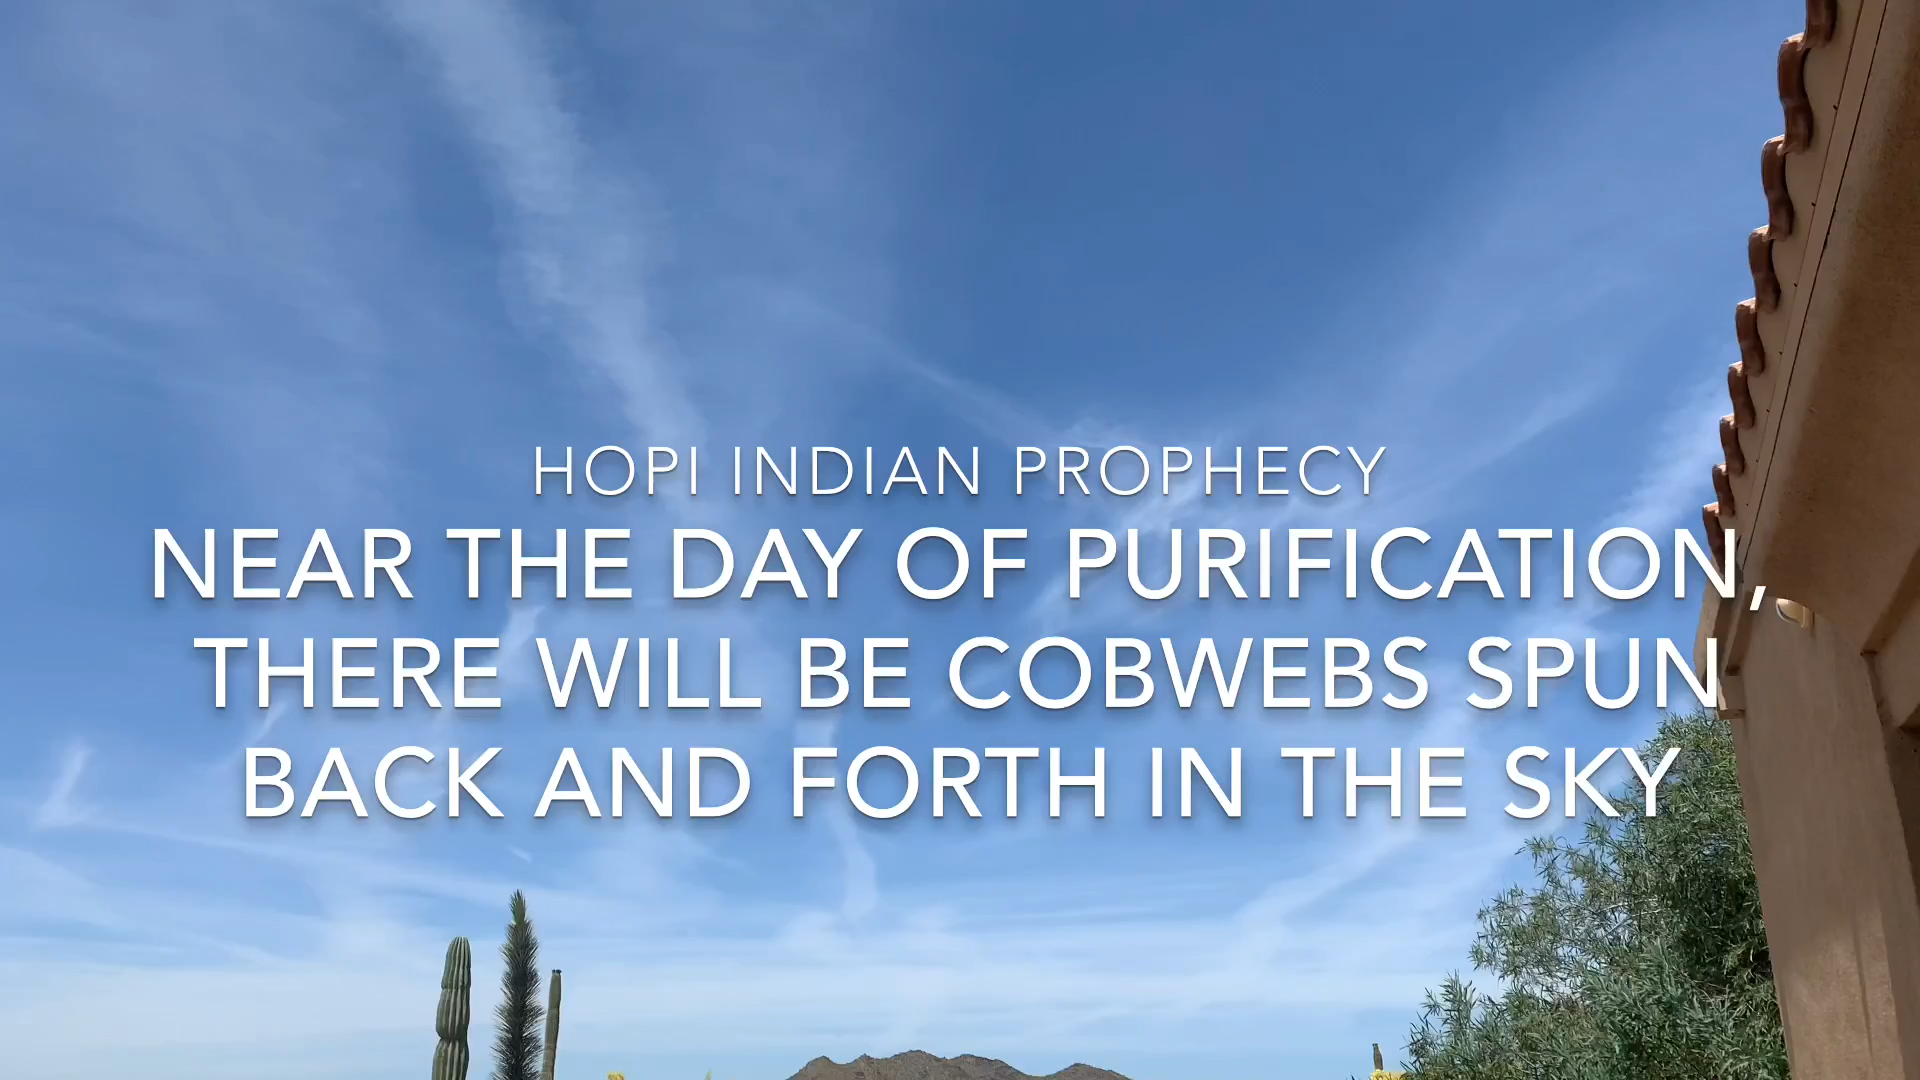 HOPI INDIAN PROPHECY
NEAR THE DAY OF PURIFICATION,
THERE WILL BE COBWEBS SPUN
BACK AND FORTH IN THE SKY